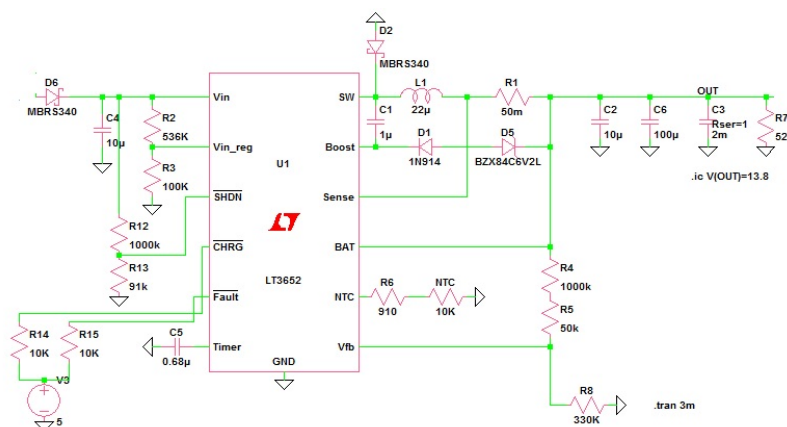 D2
MBRS340
D6
MBRS340
C4
10µ
R2
536K
R3
100K
R12
1000k
R13
91k
R14
10K
R15
10K
V3
5
C5
0.68µ
Vin
Vin_reg
SHDN
CHRG
Fault
Timer
U1
LT3652
GND
SW
Boost
Sense
BAT
NTC
Vfb
L1
22µ
R1
50m
C1
1µ
D1
1N914
D5
BZX84C6V2L
OUT
C2
10µ
C6
100µ
C3
Rser=1
2m
R7
52
.ic V(OUT)=13.8
R4
1000k
R5
50k
R6
910
NTC
10K
R8
330K
.tran 3m